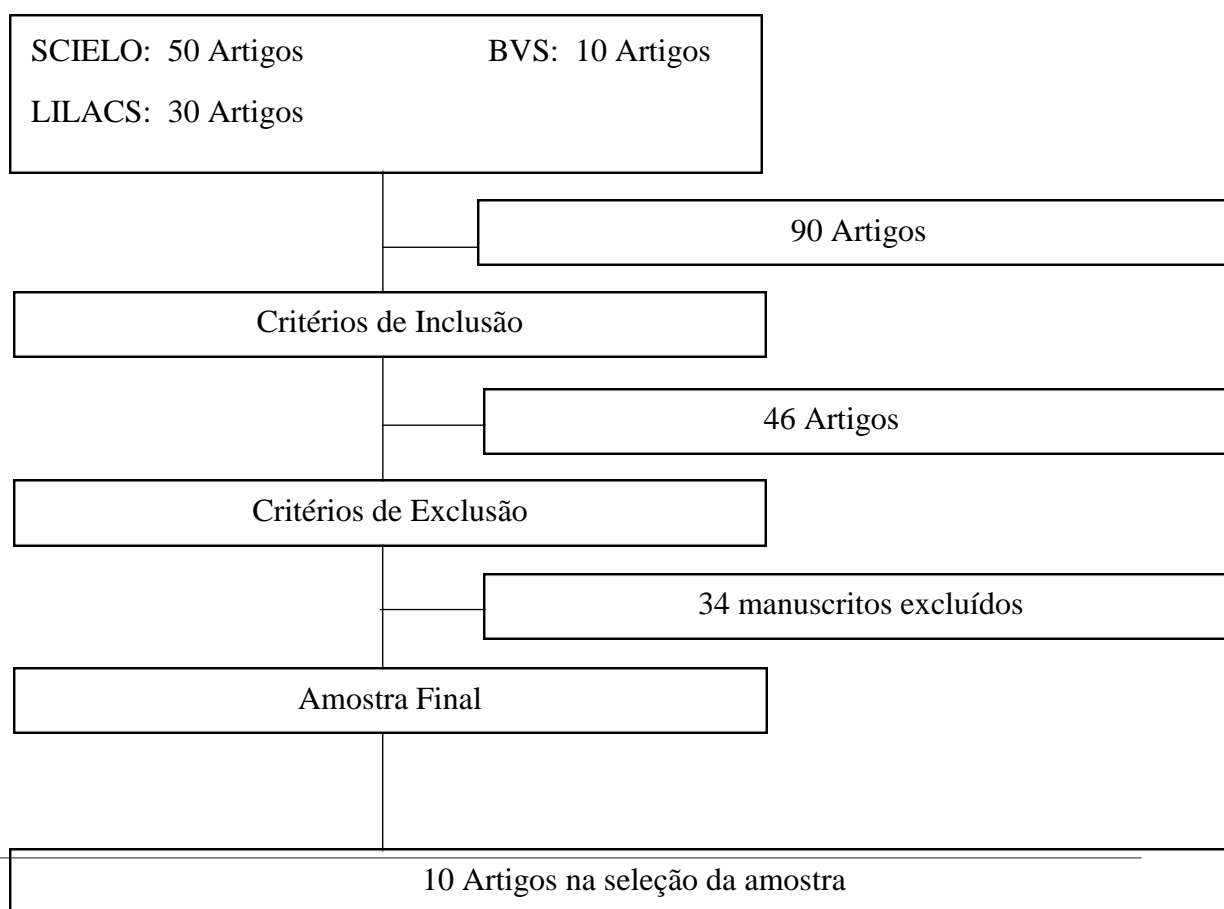 SCIELO: 50 Artigos BVS: 10 Artigos
LILACS: 30 Artigos
90 Artigos
Critérios de Inclusão
46 Artigos
Critérios de Exclusão
34 manuscritos excluídos
Amostra Final
10 Artigos na seleção da amostra